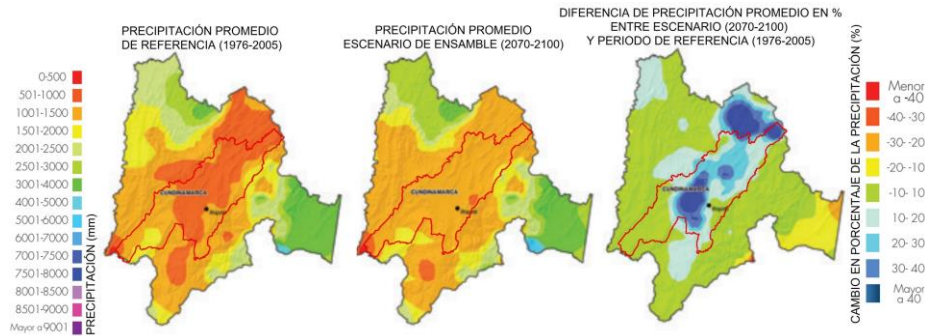 PRECIPITACIÓN PROMEDIO
DE REFERENCIA (1976-2005)
PRECIPITACIÓN PROMEDIO
ESCENARIO DE ENSAMBLE (2070-2100)
DIFERENCIA DE PRECIPITACIÓN PROMEDIO EN %
ENTRE ESCENARIO (2070-2100)
Y PERIODO DE REFERENCIA (1976-2005)
0-500
501-1000
1001-1500
1501-2000
2001-2500
2501-3000
3001-4000
4001-5000
5001-6000
6001-7000
7001-7500
7501-8000
8001-8500
8501-9000
Mayor a 9001
PRECIPITACIÓN (mm)
CUNDINAMARCA
Bogotá
CUNDINAMARCA
Bogotá
CUNDINAMARCA
Bogotá
CAMBIO EN PORCENTAJE DE LA PRECIPITACIÓN (%)
Menor
a -40
-40 -30
-30 -20
-20 -10
-10 10
10- 20
20- 30
30- 40
Mayor
a 40